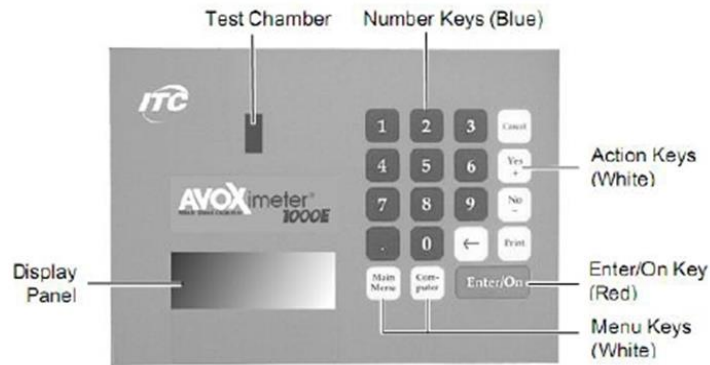 Test Chamber
Number Keys (Blue)
ITC
1 2 3 Cancel
4 5 6 Yes +
7 8 9 No −
. 0 ← Print
AVOXimeter®
1000E
Main Menu
Com-puter
Enter/On
Action Keys
(White)
Display
Panel
Enter/On Key
(Red)
Menu Keys
(White)